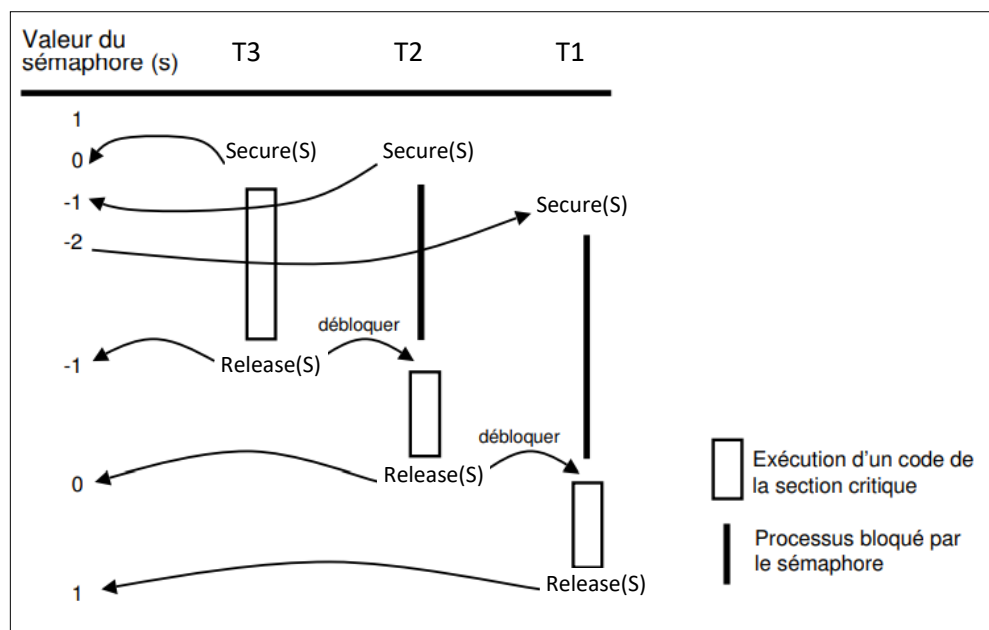 Valeur du
sémaphore (s) T3 T2 T1
1
0 Secure(S) Secure(S)
-1 Secure(S)
-2
débloquer
-1 Release(S)
débloquer
0 Release(S)
Exécution d'un code de
la section critique
Processus bloqué par
le sémaphore
1 Release(S)